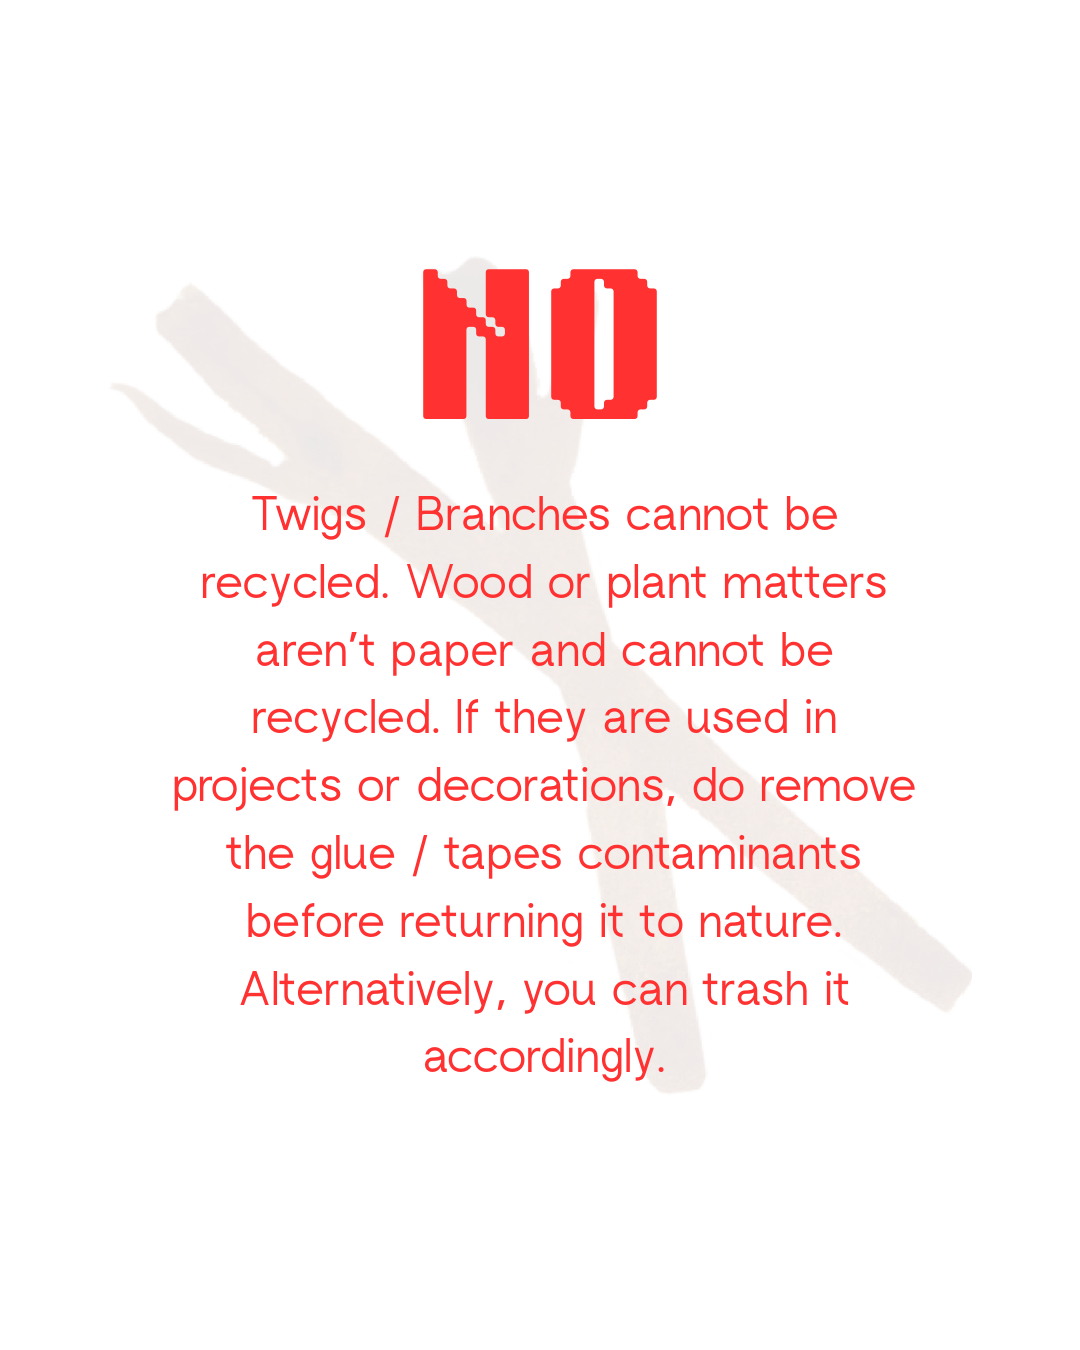 NO
Twigs / Branches cannot be
recycled. Wood or plant matters
aren’t paper and cannot be
recycled. If they are used in
projects or decorations, do remove
the glue / tapes contaminants
before returning it to nature.
Alternatively, you can trash it
accordingly.